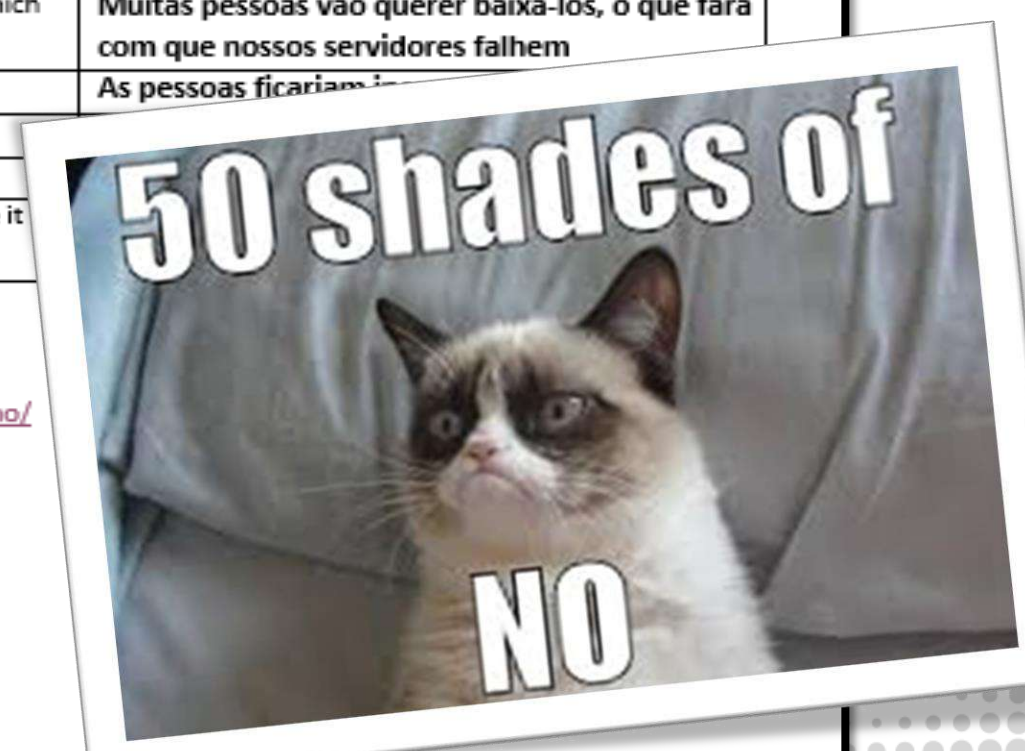 Muitas pessoas vão querer baixá-los, o que fará
com que nossos servidores falhem
As pessoas ficariam
it
50 shades of
NO